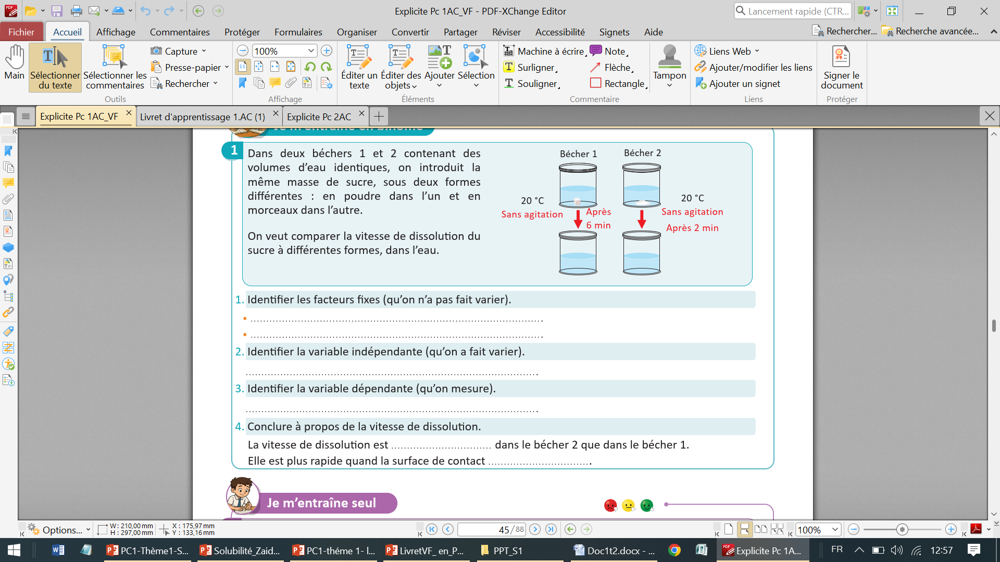 Explicite Pc 1AC_VF - PDF-XChange Editor
Lancement rapide (CTR...
Fichier
Accueil
Affichage
Commentaires
Protéger
Formulaires
Organiser
Convertir
Partager
Réviser
Accessibilité
Signets
Aide
Rechercher...
Recherche avancée...
Main
Sélectionner du texte
Sélectionner les commentaires
Capture
Presse-papier
Rechercher
Outils
100%
Affichage
Éditer un texte
Éditer des objets
Ajouter
Sélection
Éléments
Machine à écrire
Surligner
Souligner
Note
Flèche
Rectangle
Commentaire
Tampon
Liens Web
Ajouter/modifier les liens
Ajouter un signet
Liens
Signer le document
Protéger
Explicite Pc 1AC_VF
Livret d'apprentissage 1.AC (1)
Explicite Pc 2AC
Je m'entraîne en binôme
1
Dans deux béchers 1 et 2 contenant des
volumes d’eau identiques, on introduit la
même masse de sucre, sous deux formes
différentes : en poudre dans l’un et en
morceaux dans l’autre.
On veut comparer la vitesse de dissolution du
sucre à différentes formes, dans l’eau.
Bécher 1
Bécher 2
20 °C
Sans agitation
Après
6 min
20 °C
Sans agitation
Après 2 min
1. Identifier les facteurs fixes (qu’on n’a pas fait varier).
• ....................................................
• ....................................................
2. Identifier la variable indépendante (qu’on a fait varier).
....................................................
3. Identifier la variable dépendante (qu’on mesure).
....................................................
4. Conclure à propos de la vitesse de dissolution.
La vitesse de dissolution est ................................ dans le bécher 2 que dans le bécher 1.
Elle est plus rapide quand la surface de contact ................................
Je m’entraîne seul
Options...
W : 210,00 mm
H : 297,00 mm
X : 175,97 mm
Y : 133,16 mm
45 / 88
100%
PC1-Thème1-S...
Solubilité_Zaid...
PC1-théme 1- l...
LivretVF_ en_P...
PPT_S1
Doc1t2.docx - ...
Explicite Pc 1A...
FR
12:57